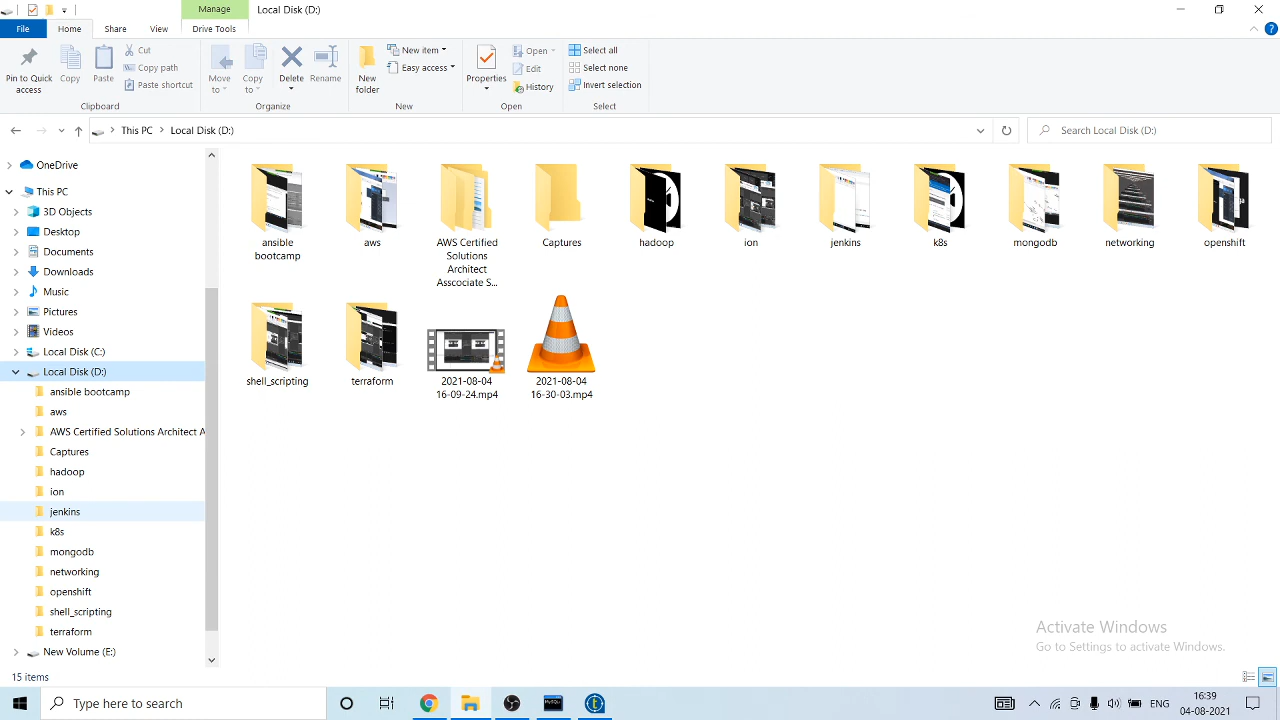 Manage
Local Disk (D:)
File
Home
Share
View
Drive Tools
Pin to Quick
access
Copy
Paste
Cut
Copy path
Paste shortcut
Clipboard
Move
to
Copy
to
Delete
Rename
Organize
New
folder
New item
Easy access
New
Properties
Open
Edit
History
Open
Select all
Select none
Invert selection
Select
This PC
Local Disk (D:)
Search Local Disk (D:)
OneDrive
This PC
3D Objects
Desktop
Documents
Downloads
Music
Pictures
Videos
Local Disk (C:)
Local Disk (D:)
ansible bootcamp
aws
AWS Certified Solutions Architect A
Captures
hadoop
ion
jenkins
k8s
mongodb
networking
openshift
shell_scripting
terraform
New Volume (E:)
ansible
bootcamp
aws
AWS Certified
Solutions
Architect
Asscociate S...
Captures
hadoop
ion
jenkins
k8s
mongodb
networking
openshift
shell_scripting
terraform
2021-08-04
16-09-24.mp4
2021-08-04
16-30-03.mp4
Activate Windows
Go to Settings to activate Windows.
15 items
Type here to search
ENG
16:39
04-08-2021